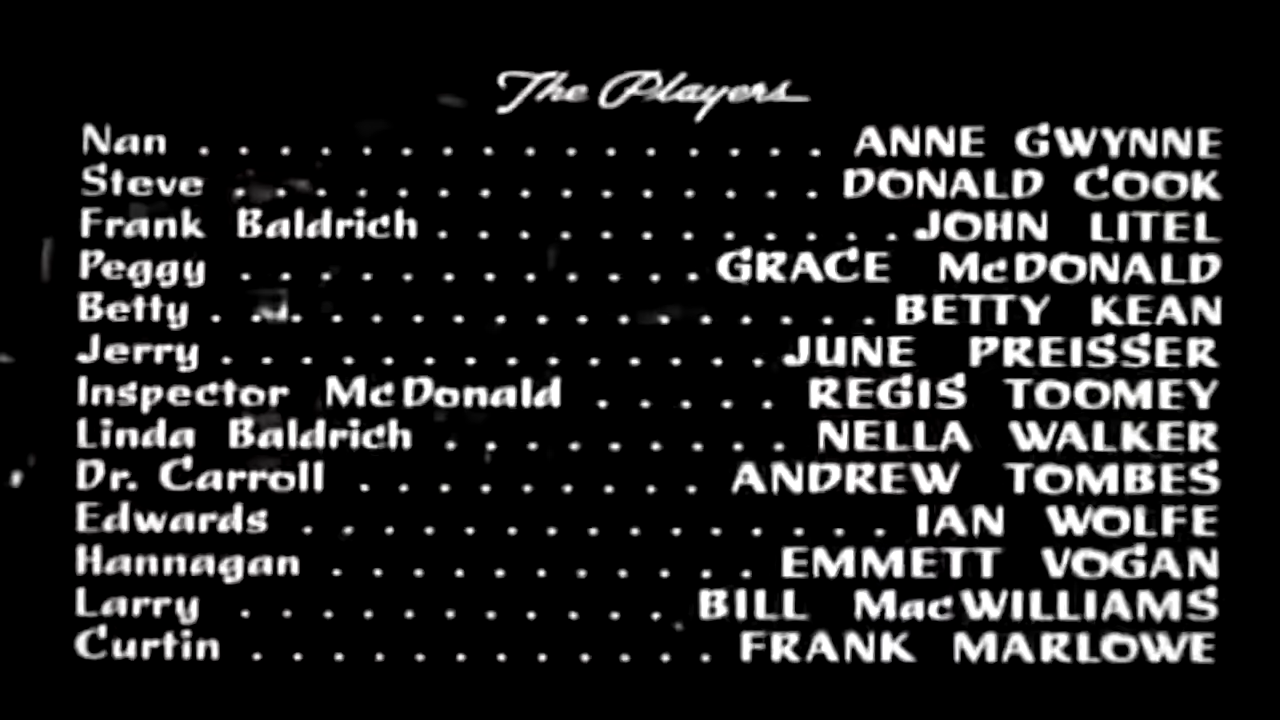 The Players
Nan . . . . . . . . . . . . . . . . ANNE GWYNNE
Steve . . . . . . . . . . . . . . . DONALD COOK
Frank Baldrich . . . . . . . . . . . . JOHN LITEL
Peggy . . . . . . . . . . . . GRACE McDONALD
Betty . . . . . . . . . . . . . . . . . BETTY KEAN
Jerry . . . . . . . . . . . . . . JUNE PREISSER
Inspector McDonald . . . . . REGIS TOOMEY
Linda Baldrich . . . . . . . . . NELLA WALKER
Dr. Carroll . . . . . . . . . ANDREW TOMBES
Edwards . . . . . . . . . . . . . . . IAN WOLFE
Hannagan . . . . . . . . . . . EMMETT VOGAN
Larry . . . . . . . . . . . BILL MacWILLIAMS
Curtin . . . . . . . . . . . . FRANK MARLOWE